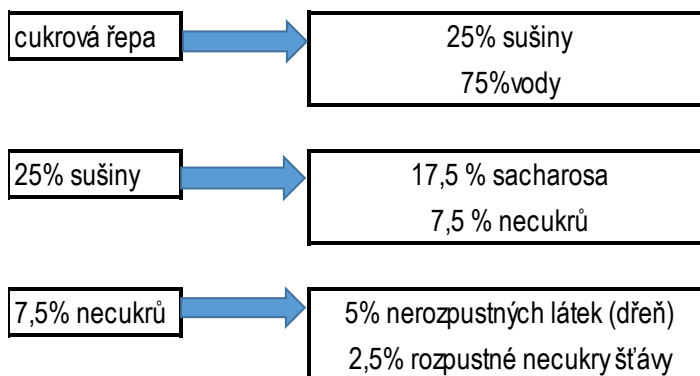 cukrová řepa
25% sušiny
75%vody
25% sušiny
17,5 % sacharosa
7,5 % necukrů
7,5% necukrů
5% nerozpustných látek (dřeň)
2,5% rozpustné necukry šťávy